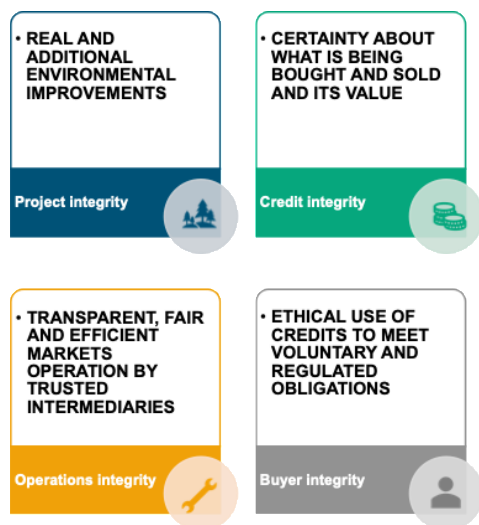 • REAL AND
ADDITIONAL
ENVIRONMENTAL
IMPROVEMENTS
Project integrity
• CERTAINTY ABOUT
WHAT IS BEING
BOUGHT AND SOLD
AND ITS VALUE
Credit integrity
• TRANSPARENT, FAIR
AND EFFICIENT
MARKETS
OPERATION BY
TRUSTED
INTERMEDIARIES
Operations integrity
• ETHICAL USE OF
CREDITS TO MEET
VOLUNTARY AND
REGULATED
OBLIGATIONS
Buyer integrity